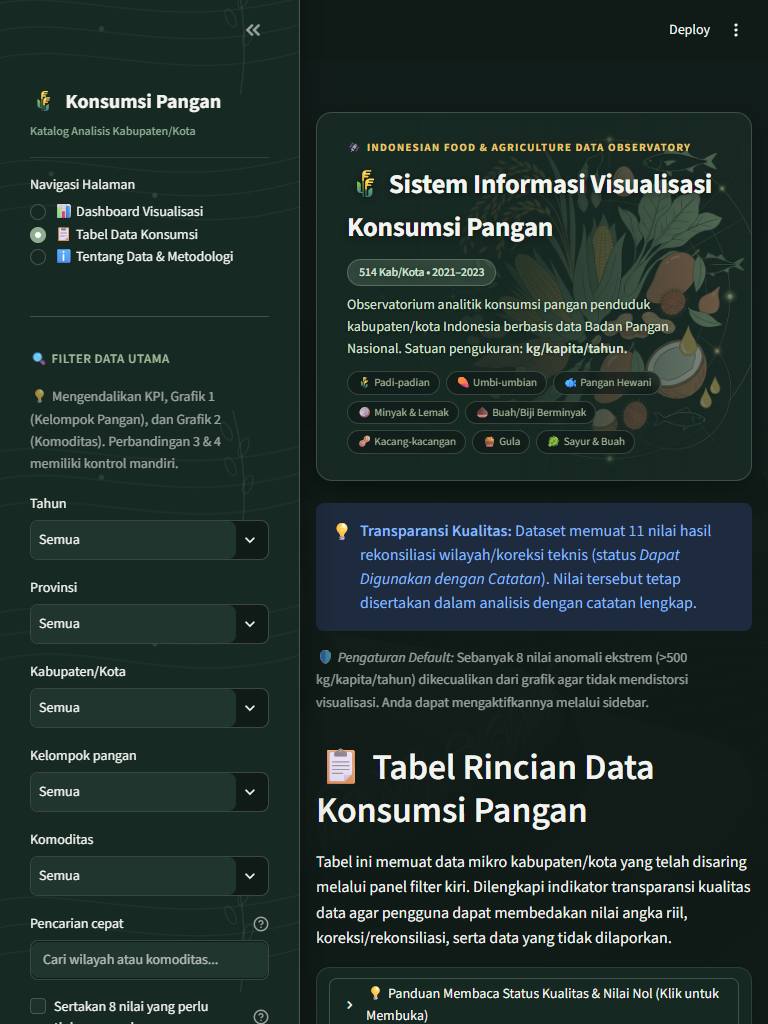 Konsumsi Pangan
Katalog Analisis Kabupaten/Kota
Navigasi Halaman
Dashboard Visualisasi
Tabel Data Konsumsi
Tentang Data & Metodologi
FILTER DATA UTAMA
Mengendalikan KPI, Grafik 1
(Kelompok Pangan), dan Grafik 2
(Komoditas). Perbandingan 3 & 4
memiliki kontrol mandiri.
Tahun
Semua
Provinsi
Semua
Kabupaten/Kota
Semua
Kelompok pangan
Semua
Komoditas
Semua
Pencarian cepat
Cari wilayah atau komoditas...
Sertakan 8 nilai yang perlu
Deploy
INDONESIAN FOOD & AGRICULTURE DATA OBSERVATORY
Sistem Informasi Visualisasi
Konsumsi Pangan
514 Kab/Kota • 2021–2023
Observatorium analitik konsumsi pangan penduduk
kabupaten/kota Indonesia berbasis data Badan Pangan
Nasional. Satuan pengukuran: kg/kapita/tahun.
Padi-padian
Umbi-umbian
Pangan Hewani
Minyak & Lemak
Buah/Biji Berminyak
Kacang-kacangan
Gula
Sayur & Buah
Transparansi Kualitas: Dataset memuat 11 nilai hasil
rekonsiliasi wilayah/koreksi teknis (status Dapat
Digunakan dengan Catatan). Nilai tersebut tetap
disertakan dalam analisis dengan catatan lengkap.
Pengaturan Default: Sebanyak 8 nilai anomali ekstrem (>500
kg/kapita/tahun) dikecualikan dari grafik agar tidak mendistorsi
visualisasi. Anda dapat mengaktifkannya melalui sidebar.
Tabel Rincian Data
Konsumsi Pangan
Tabel ini memuat data mikro kabupaten/kota yang telah disaring
melalui panel filter kiri. Dilengkapi indikator transparansi kualitas
data agar pengguna dapat membedakan nilai angka riil,
koreksi/rekonsiliasi, serta data yang tidak dilaporkan.
Panduan Membaca Status Kualitas & Nilai Nol (Klik untuk
Membuka)